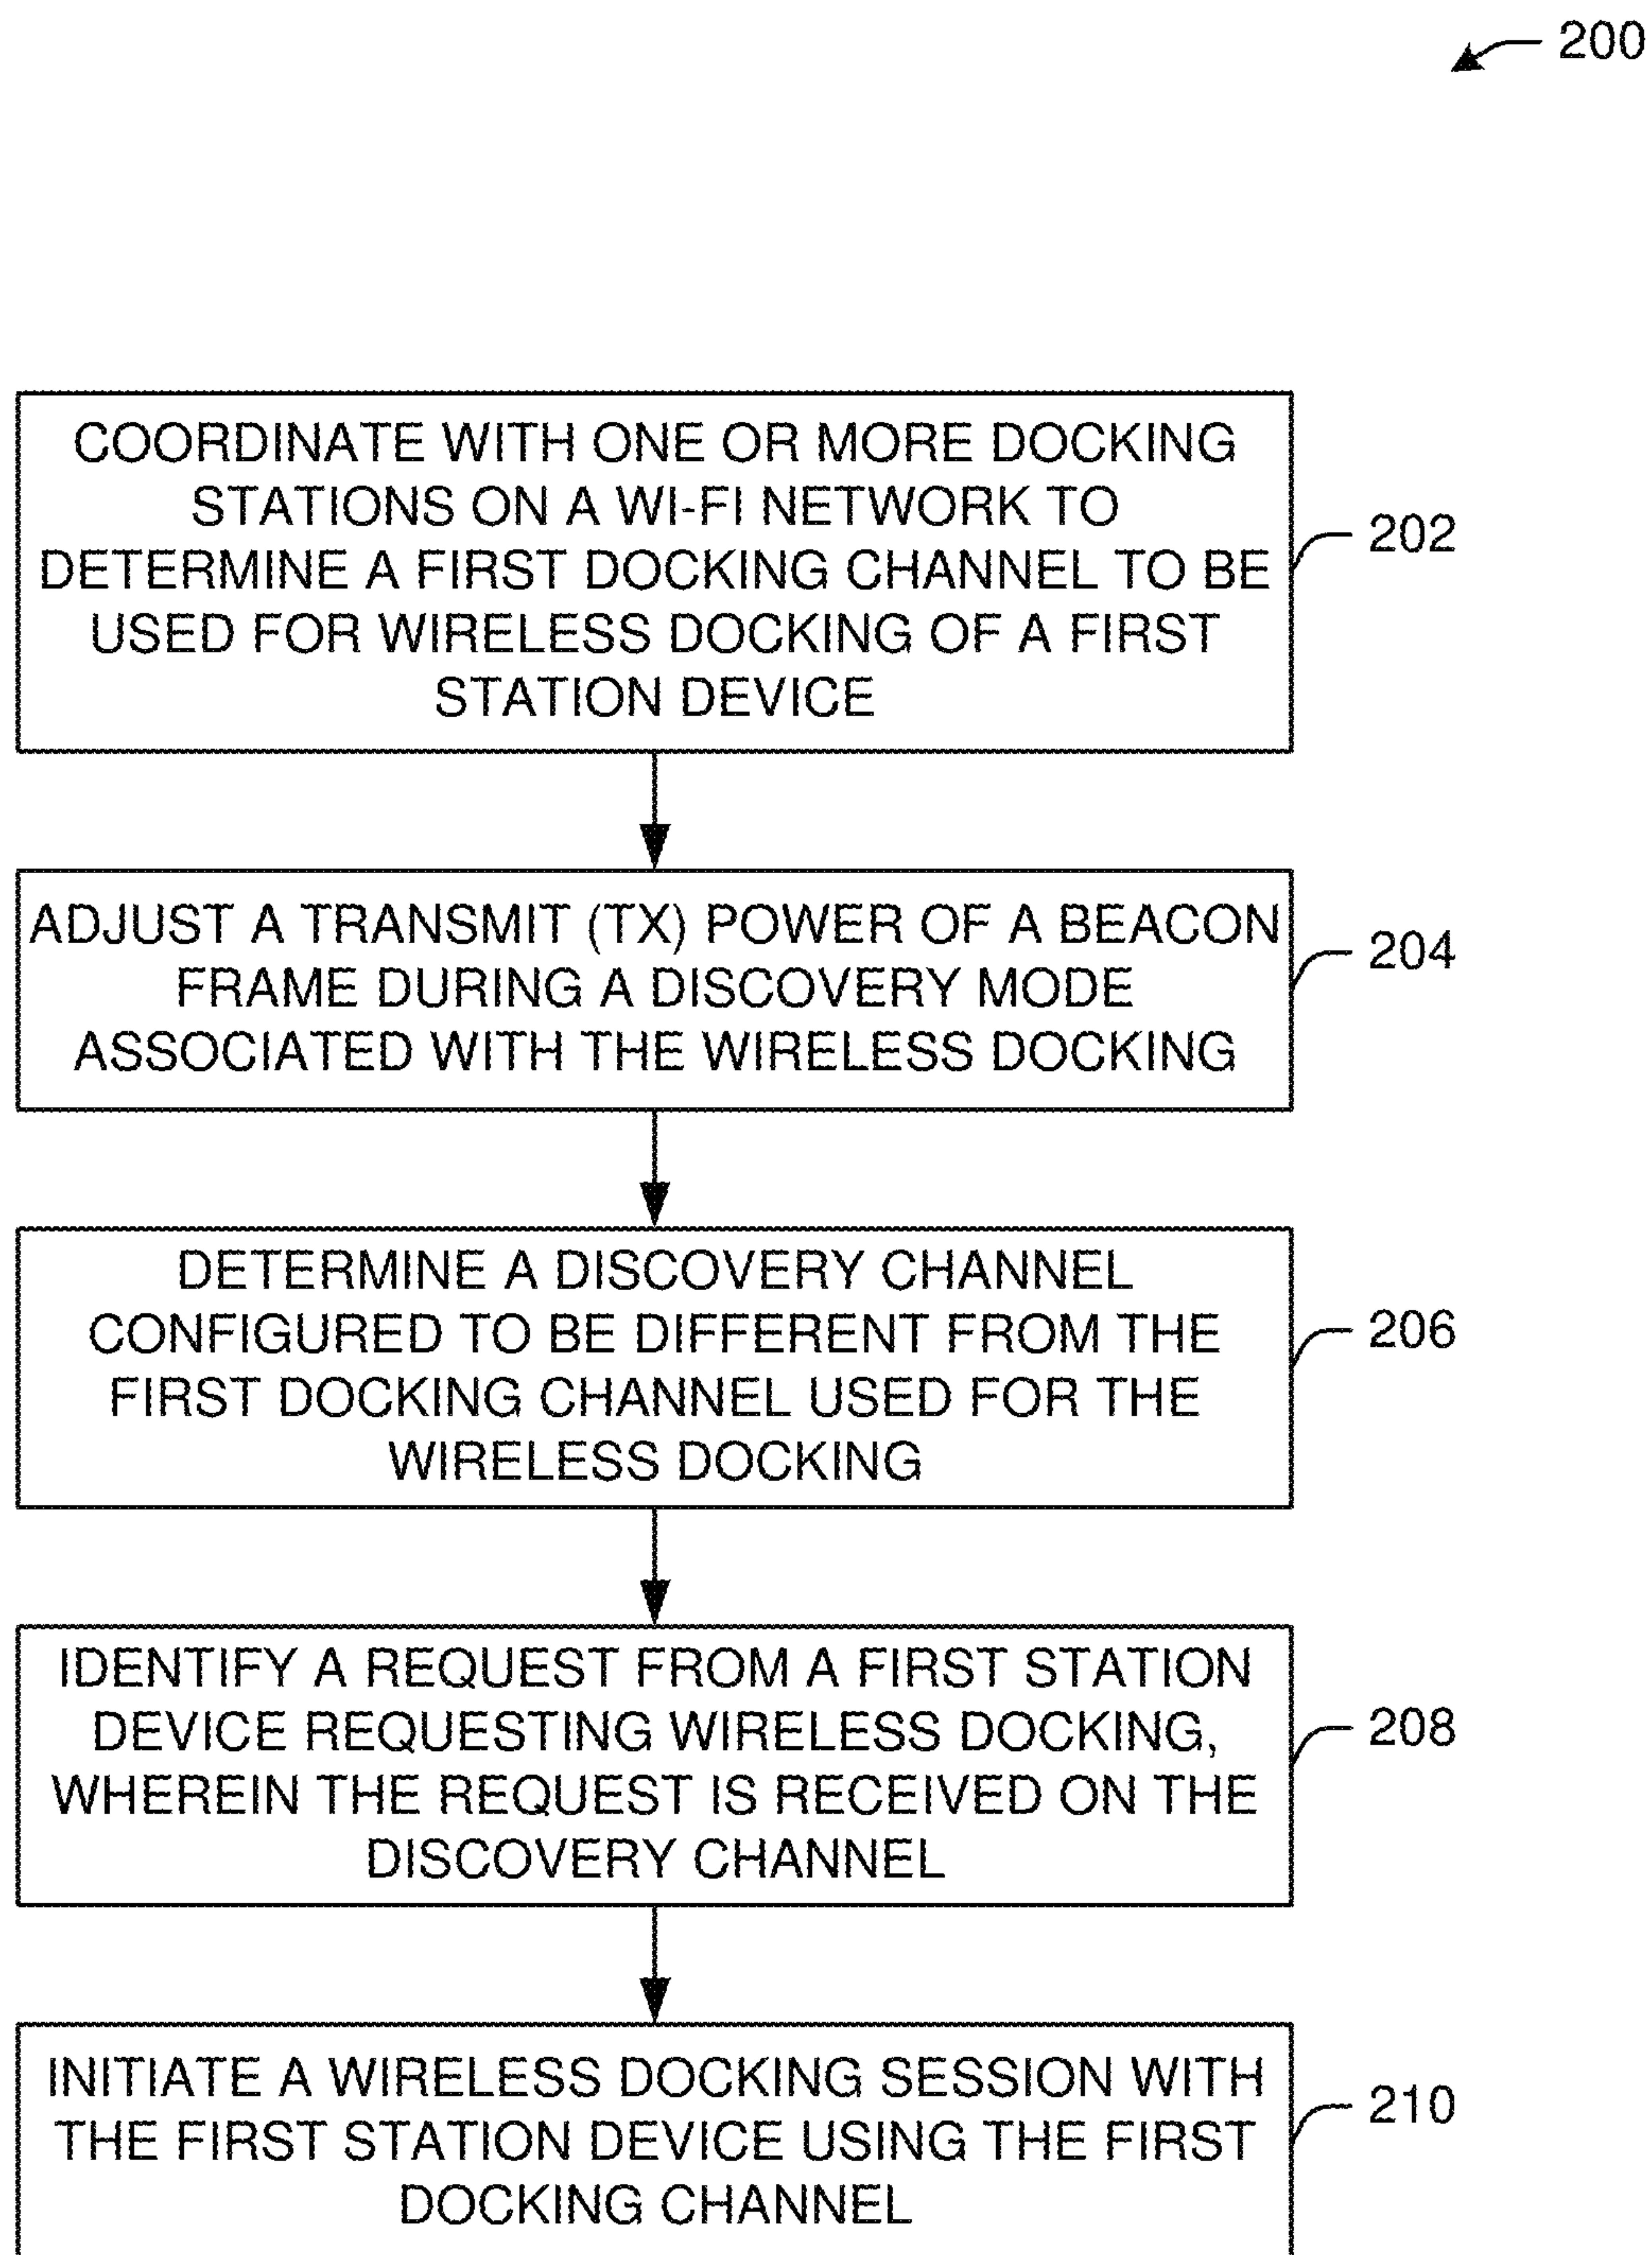 200
COORDINATE WITH ONE OR MORE DOCKING
STATIONS ON A WI-FI NETWORK TO
DETERMINE A FIRST DOCKING CHANNEL TO BE
USED FOR WIRELESS DOCKING OF A FIRST
STATION DEVICE
202
ADJUST A TRANSMIT (TX) POWER OF A BEACON
FRAME DURING A DISCOVERY MODE
ASSOCIATED WITH THE WIRELESS DOCKING
204
DETERMINE A DISCOVERY CHANNEL
CONFIGURED TO BE DIFFERENT FROM THE
FIRST DOCKING CHANNEL USED FOR THE
WIRELESS DOCKING
206
IDENTIFY A REQUEST FROM A FIRST STATION
DEVICE REQUESTING WIRELESS DOCKING,
WHEREIN THE REQUEST IS RECEIVED ON THE
DISCOVERY CHANNEL
208
INITIATE A WIRELESS DOCKING SESSION WITH
THE FIRST STATION DEVICE USING THE FIRST
DOCKING CHANNEL
210